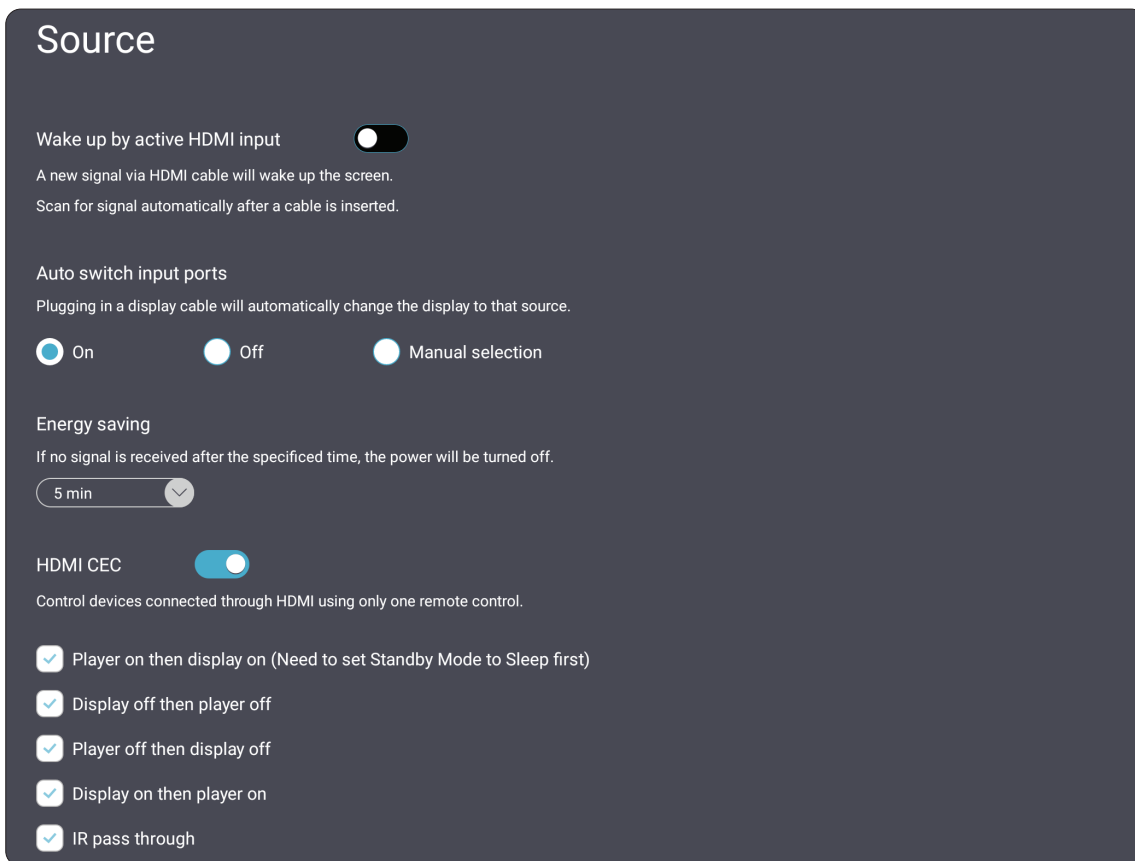 Source
Wake up by active HDMI input
A new signal via HDMI cable will wake up the screen.
Scan for signal automatically after a cable is inserted.
Auto switch input ports
Plugging in a display cable will automatically change the display to that source.
On Off Manual selection
Energy saving
If no signal is received after the specificed time, the power will be turned off.
5 min
HDMI CEC
Control devices connected through HDMI using only one remote control.
Player on then display on (Need to set Standby Mode to Sleep first)
Display off then player off
Player off then display off
Display on then player on
IR pass through